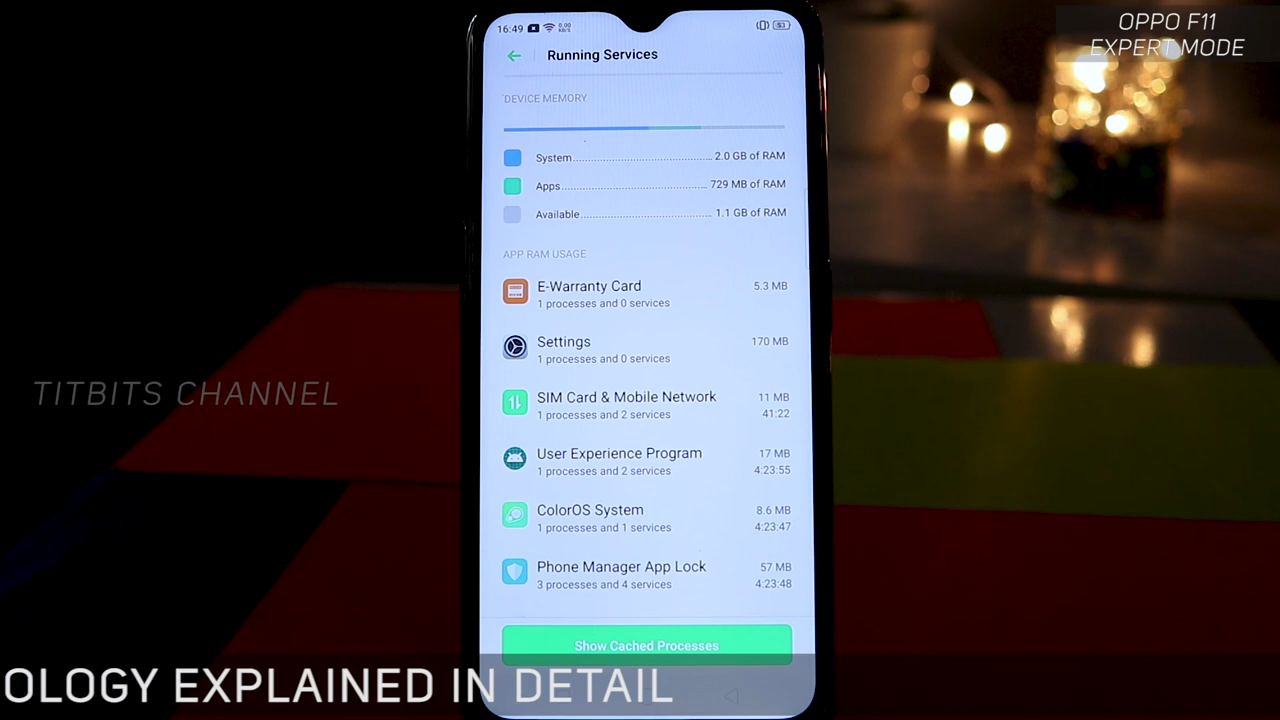 OPPO F11
EXPERT MODE
16:49
0.00
KB/S
53
Running Services
DEVICE MEMORY
System 2.0 GB of RAM
Apps 729 MB of RAM
Available 1.1 GB of RAM
APP RAM USAGE
E-Warranty Card 5.3 MB
1 processes and 0 services
Settings 170 MB
1 processes and 0 services
SIM Card & Mobile Network 11 MB
1 processes and 2 services 41:22
User Experience Program 17 MB
1 processes and 2 services 4:23:55
ColorOS System 8.6 MB
1 processes and 1 services 4:23:47
Phone Manager App Lock 57 MB
3 processes and 4 services 4:23:48
Show Cached Processes
TITBITS CHANNEL
OLOGY EXPLAINED IN DETAIL